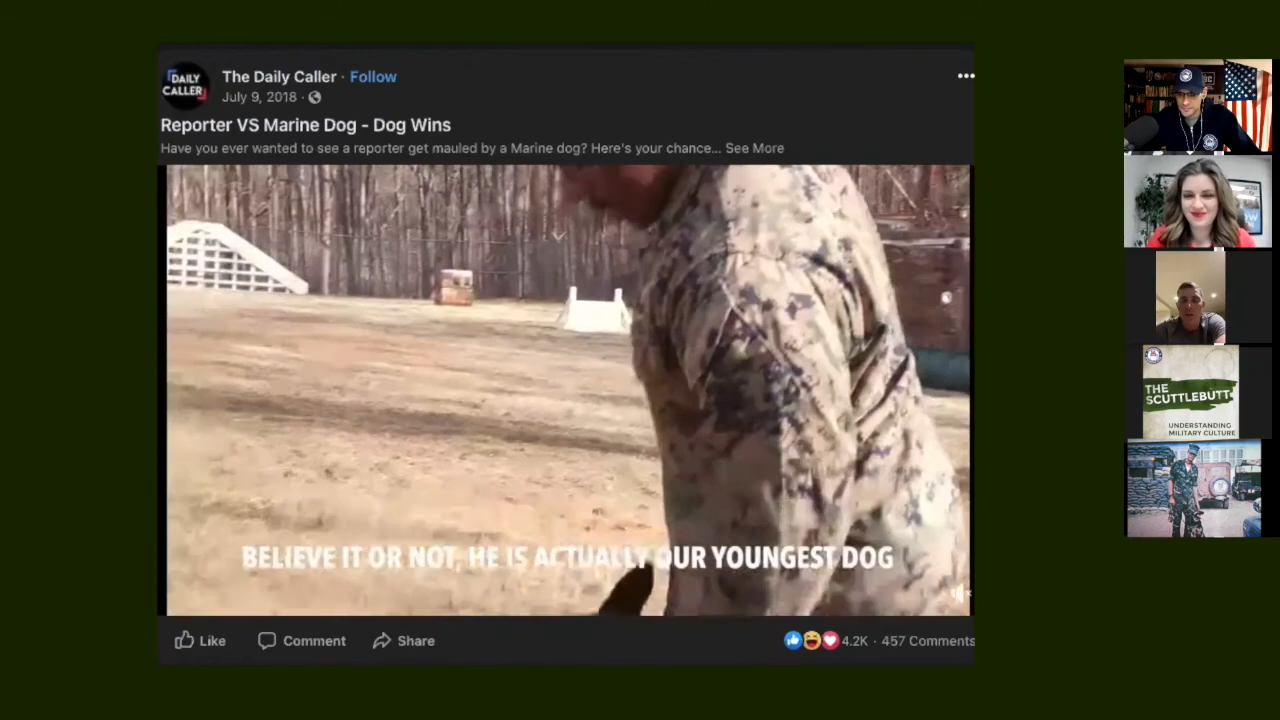 DAILY
CALLER
The Daily Caller · Follow
July 9, 2018 ·
Reporter VS Marine Dog - Dog Wins
Have you ever wanted to see a reporter get mauled by a Marine dog? Here's your chance... See More
BELIEVE IT OR NOT, HE IS ACTUALLY OUR YOUNGEST DOG
Like
Comment
Share
4.2K · 457 Comments
THE
SCUTTLEBUTT
UNDERSTANDING
MILITARY CULTURE